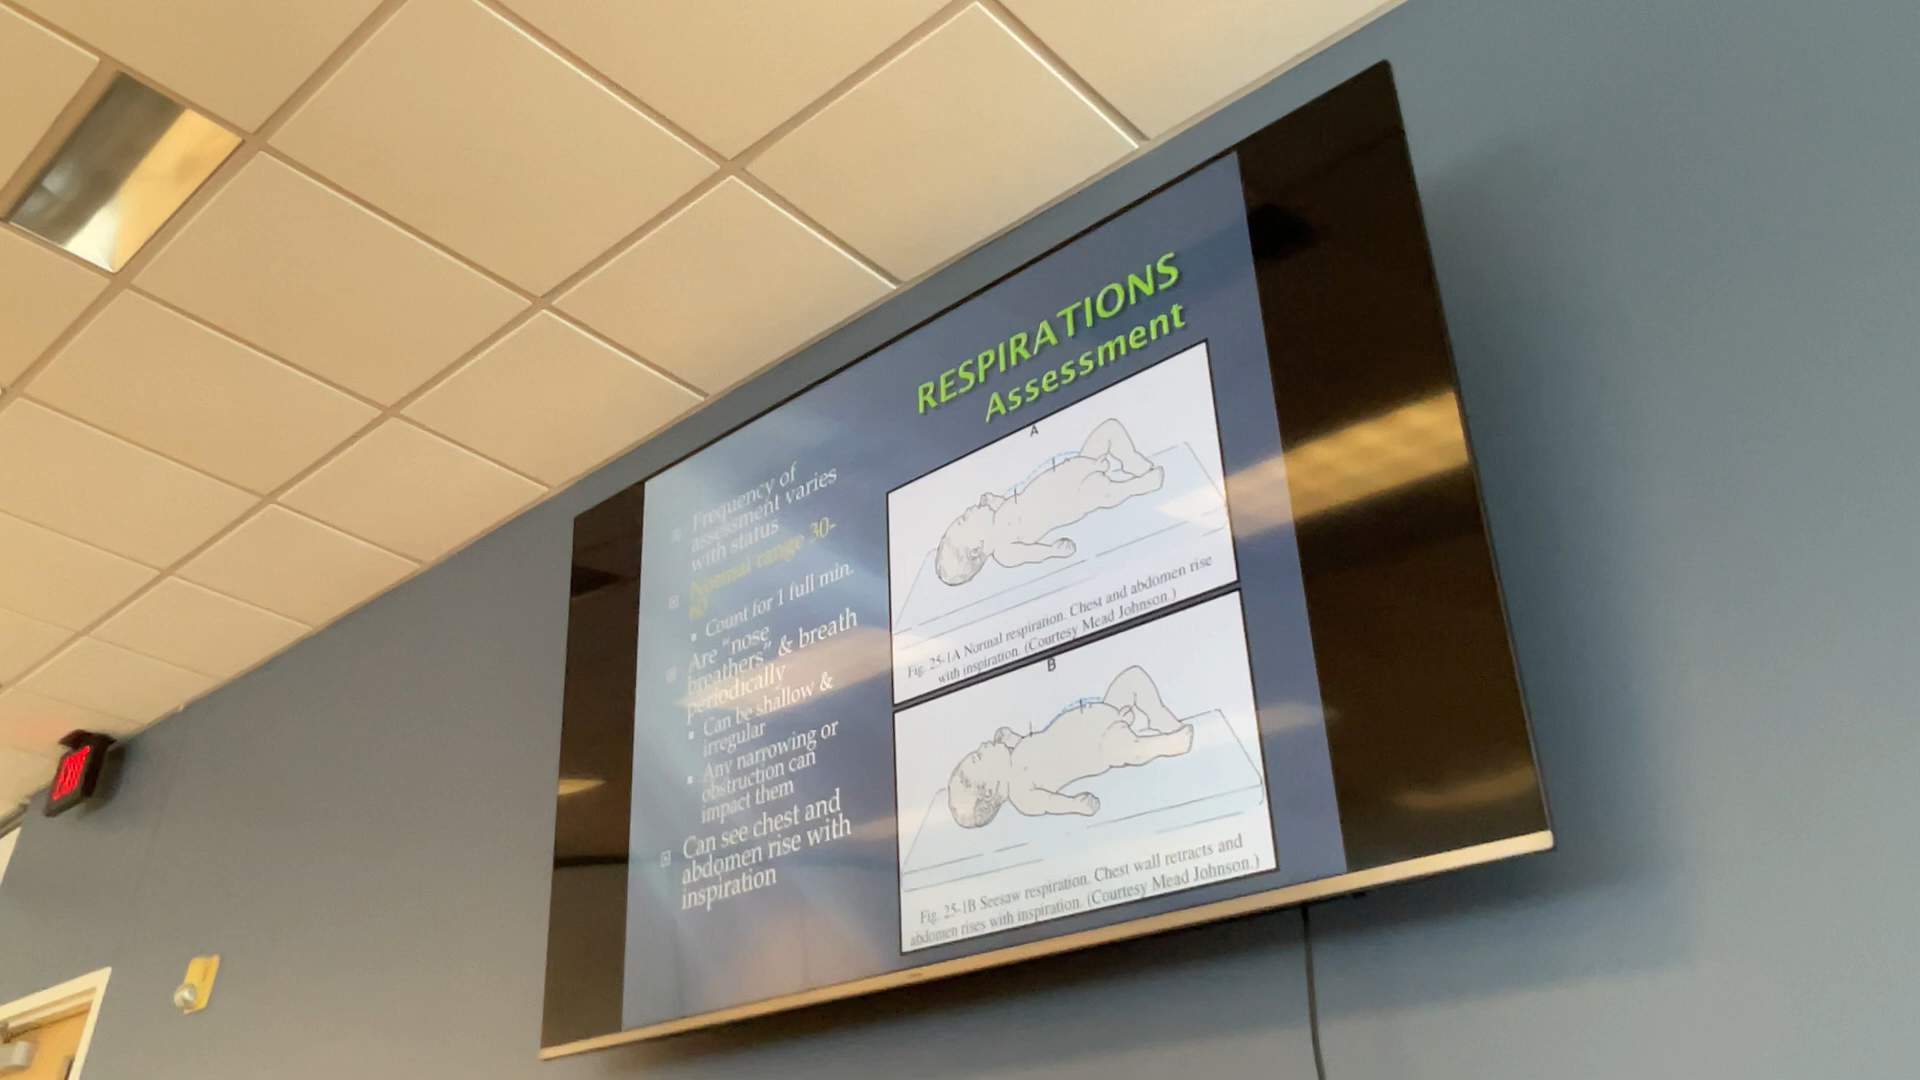 RESPIRATIONS
Assessment
Frequency of
assessment varies
with status
Normal range 30-
60
Count for 1 full min.
Are "nose
breathers" & breath
periodically
Can be shallow &
irregular
Any narrowing or
obstruction can
impact them
Can see chest and
abdomen rise with
inspiration
A
Fig. 25-1A Normal respiration. Chest and abdomen rise
with inspiration. (Courtesy Mead Johnson.)
B
Fig. 25-1B Seesaw respiration. Chest wall retracts and
abdomen rises with inspiration. (Courtesy Mead Johnson.)